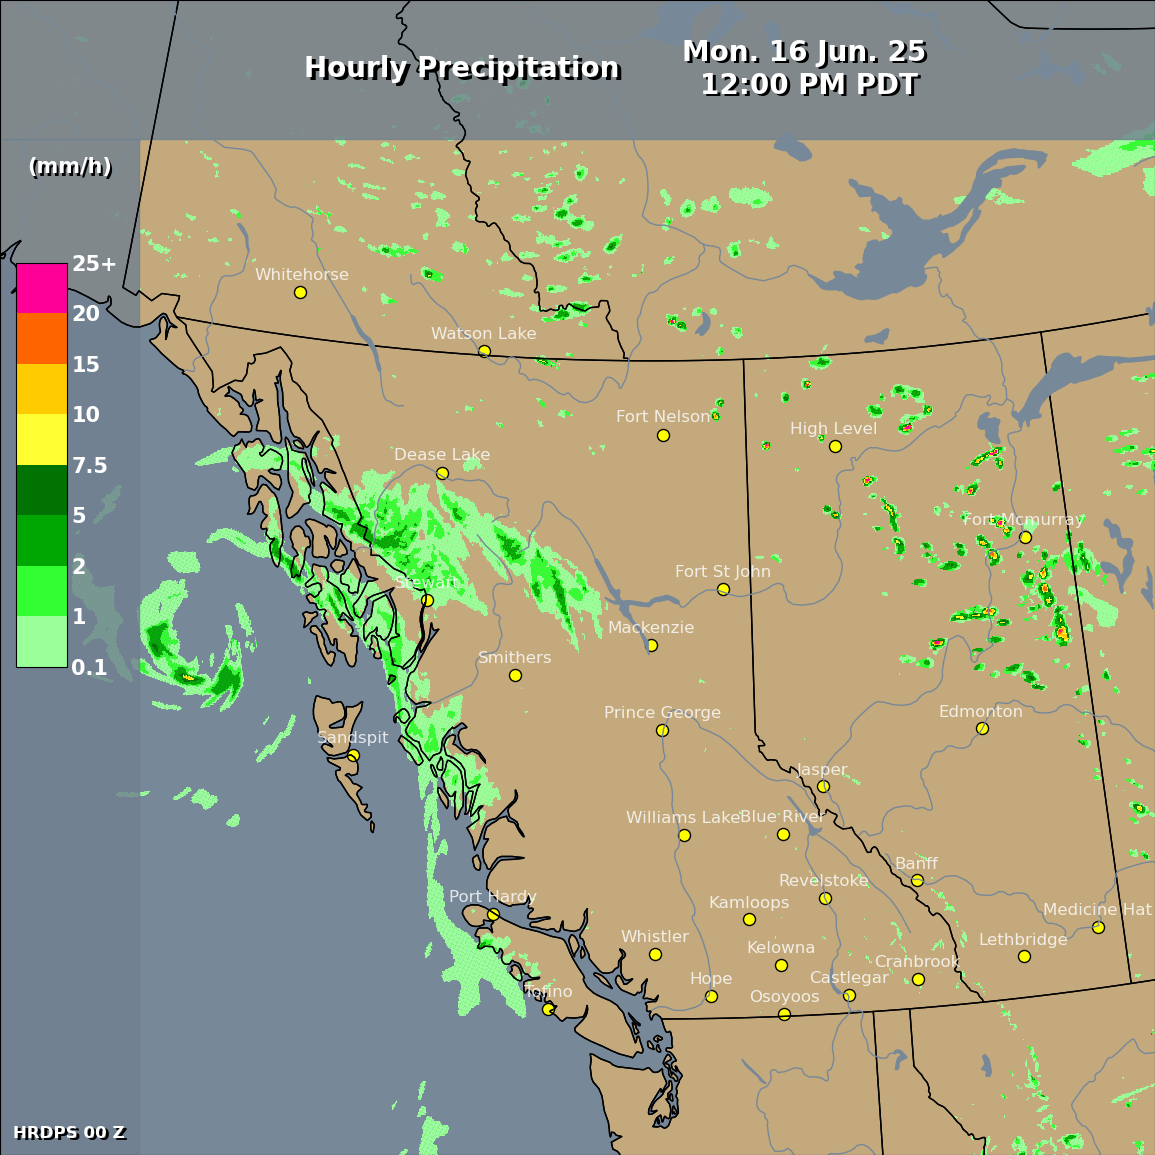 Hourly Precipitation
Mon. 16 Jun. 25
12:00 PM PDT
(mm/h)
25+
20
15
10
7.5
5
2
1
0.1
Whitehorse
Watson Lake
Fort Nelson
High Level
Dease Lake
Fort Mcmurray
Fort St John
Stewart
Mackenzie
Smithers
Prince George
Edmonton
Sandspit
Jasper
Williams Lake
Blue River
Banff
Revelstoke
Port Hardy
Kamloops
Medicine Hat
Whistler
Kelowna
Lethbridge
Cranbrook
Hope
Castlegar
Tofino
Osoyoos
HRDPS 00 Z